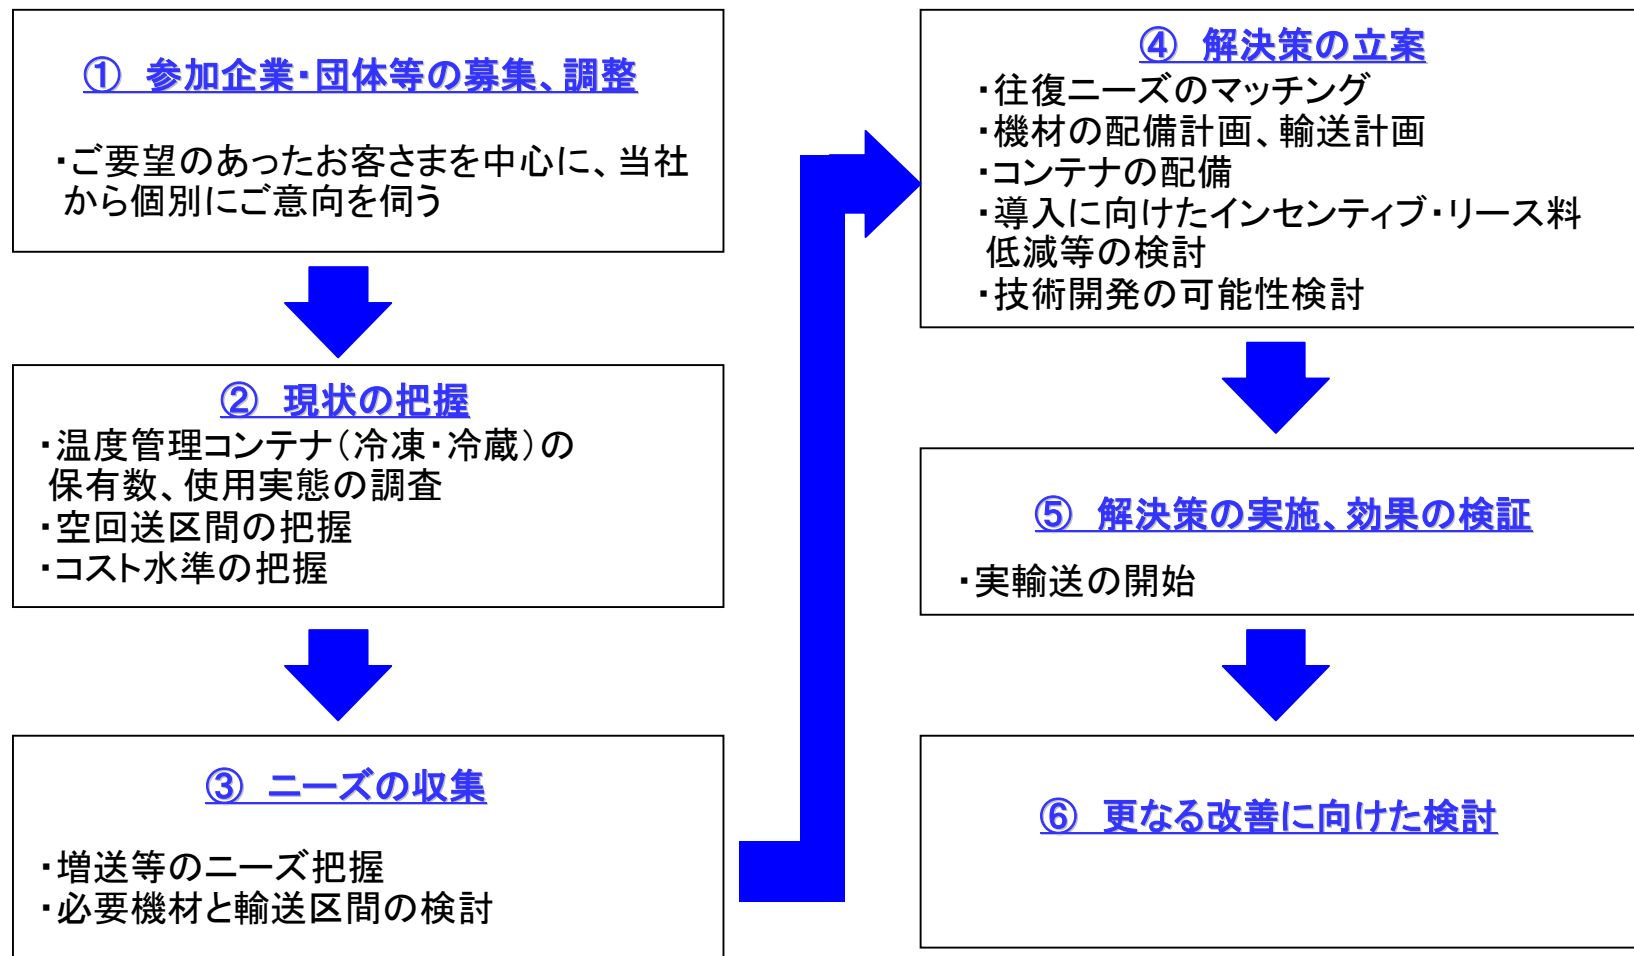 ① 参加企業・団体等の募集、調整
・ご要望のあったお客さまを中心に、当社
から個別にご意向を伺う
② 現状の把握
・温度管理コンテナ（冷凍・冷蔵）の
保有数、使用実態の調査
・空回送区間の把握
・コスト水準の把握
③ ニーズの収集
・増送等のニーズ把握
・必要機材と輸送区間の検討
④ 解決策の立案
・往復ニーズのマッチング
・機材の配備計画、輸送計画
・コンテナの配備
・導入に向けたインセンティブ・リース料
低減等の検討
・技術開発の可能性検討
⑤ 解決策の実施、効果の検証
・実輸送の開始
⑥ 更なる改善に向けた検討